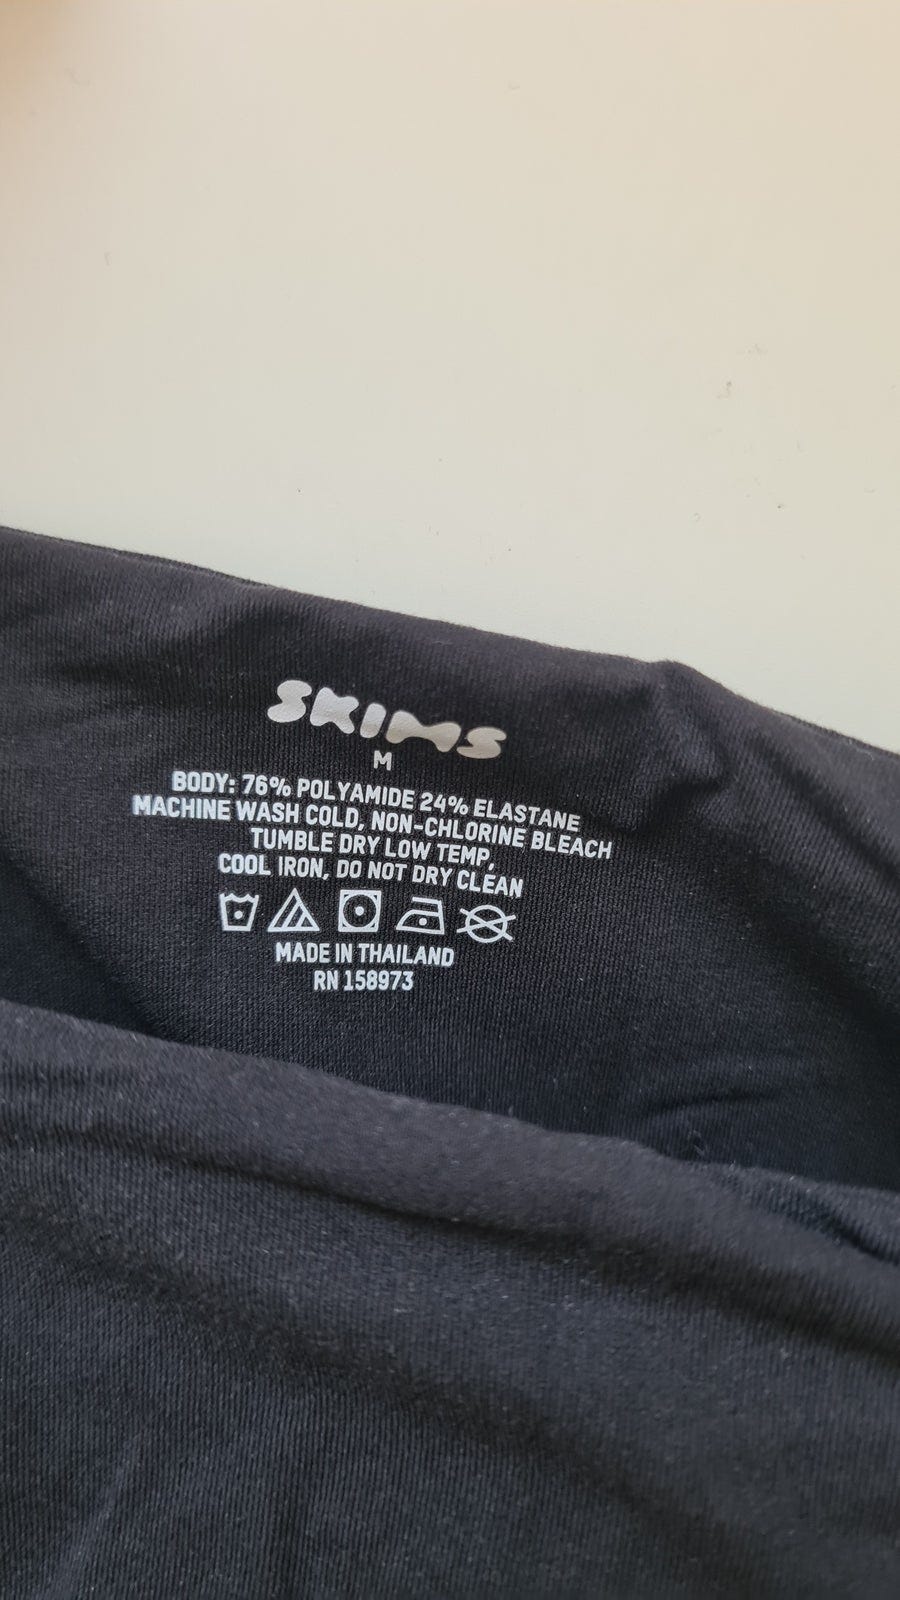 SKIMS
M
BODY: 76% POLYAMIDE 24% ELASTANE
MACHINE WASH COLD, NON-CHLORINE BLEACH
TUMBLE DRY LOW TEMP,
COOL IRON, DO NOT DRY CLEAN
MADE IN THAILAND
RN 158973